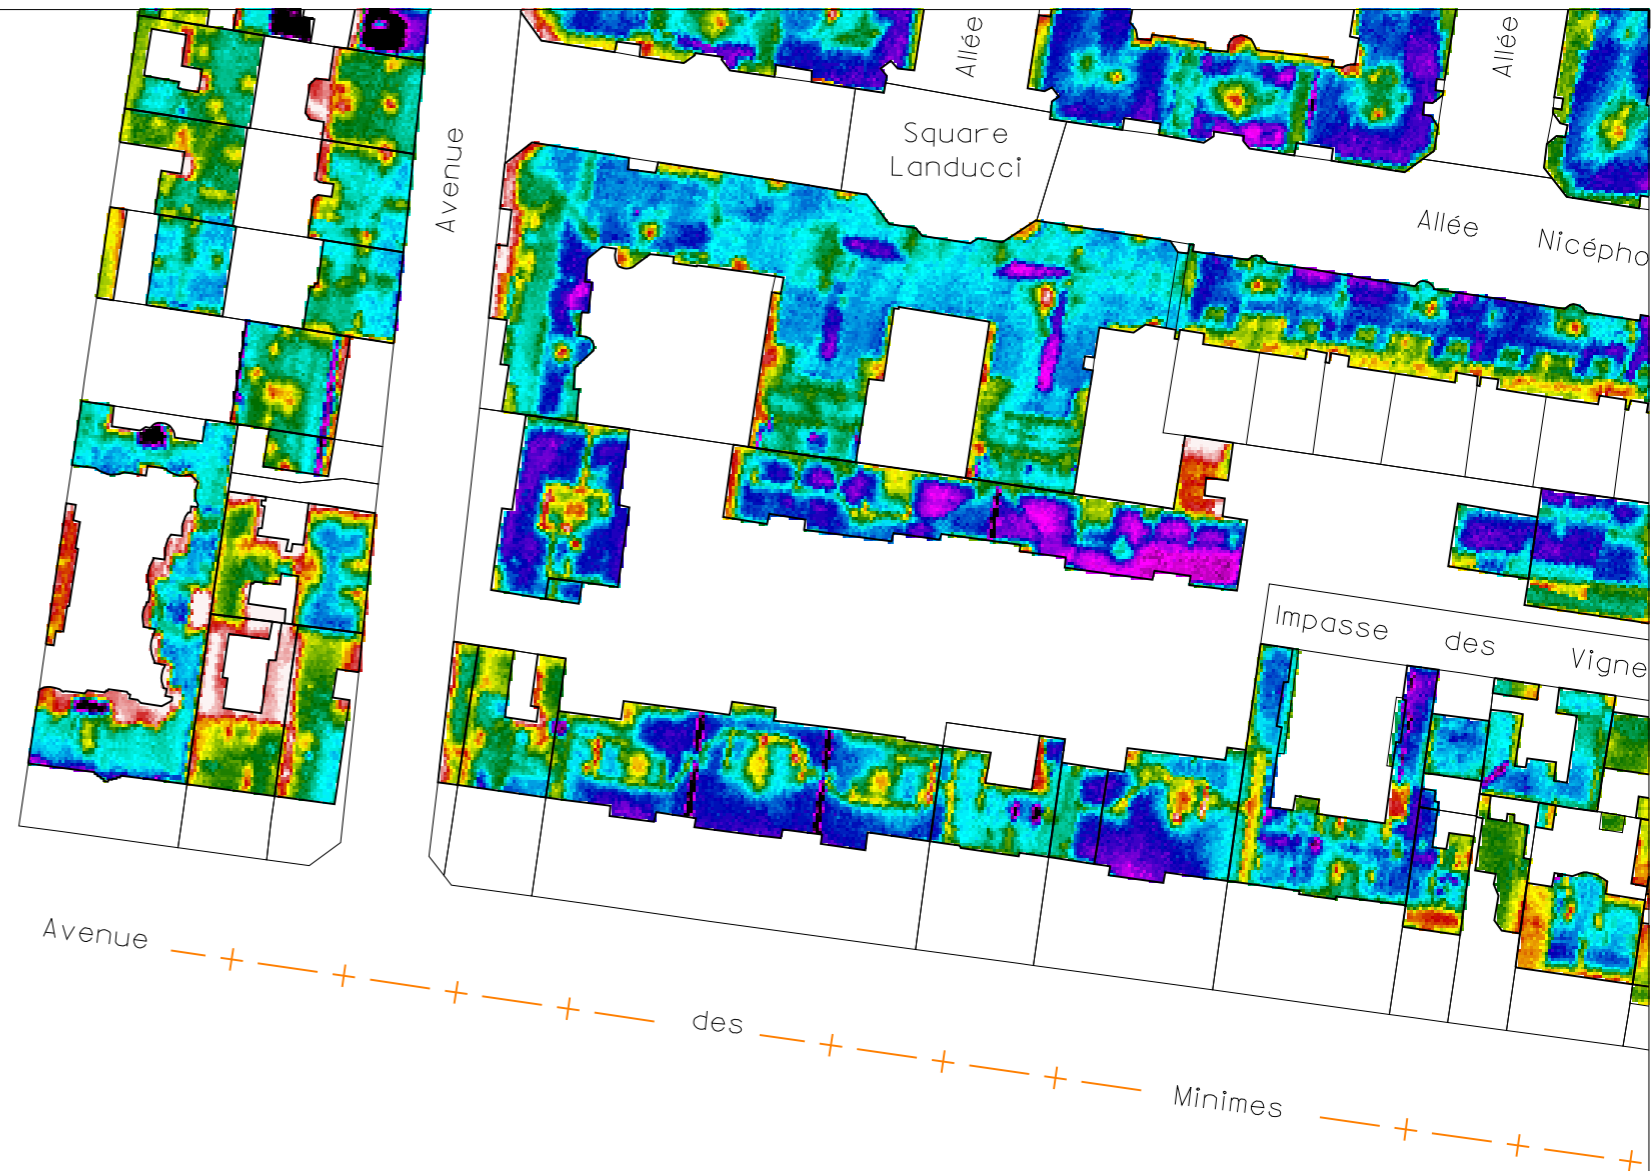 Allée
Allée
Avenue
Square
Landucci
Allée Nicépho
Impasse des Vigne
Avenue des Minimes